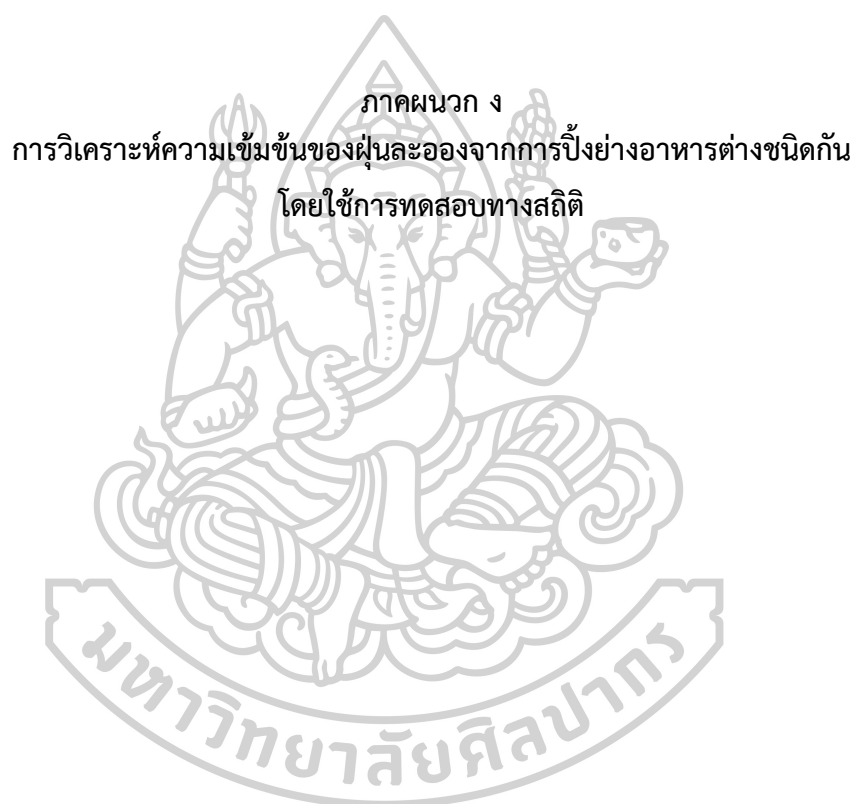 ภาคผนวก ง
การวิเคราะห์ความเข้มข้นของฝุ่นละอองจากการปิ้งย่างอาหารต่างชนิดกัน
โดยใช้การทดสอบทางสถิติ
มหาวิทยาลัยศิลปากร